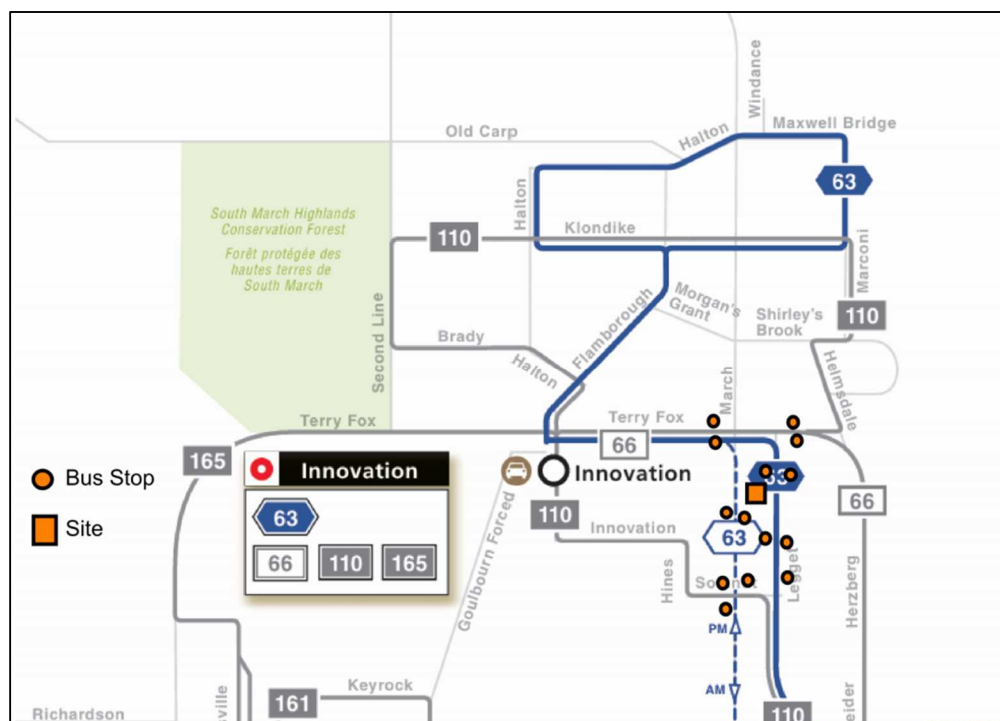 Windance
Maxwell Bridge
Halton
Old Carp
63
Halton
South March Highlands
Conservation Forest
Forêt protégée des
hautes terres de
South March
110
Klondike
Marconi
Second Line
Flamborough
Morgan's
Grant
Shirley's
Brook
110
Brady
Halton
Helmsdale
March
Terry Fox
Terry Fox
66
165
Innovation
63
66
110
165
Bus Stop
Site
Innovation
63
66
110
Goulbourn Forced
Innovation
63
Hines
Legget
Herzberg
PM
AM
Keyrock
161
Richardson
110